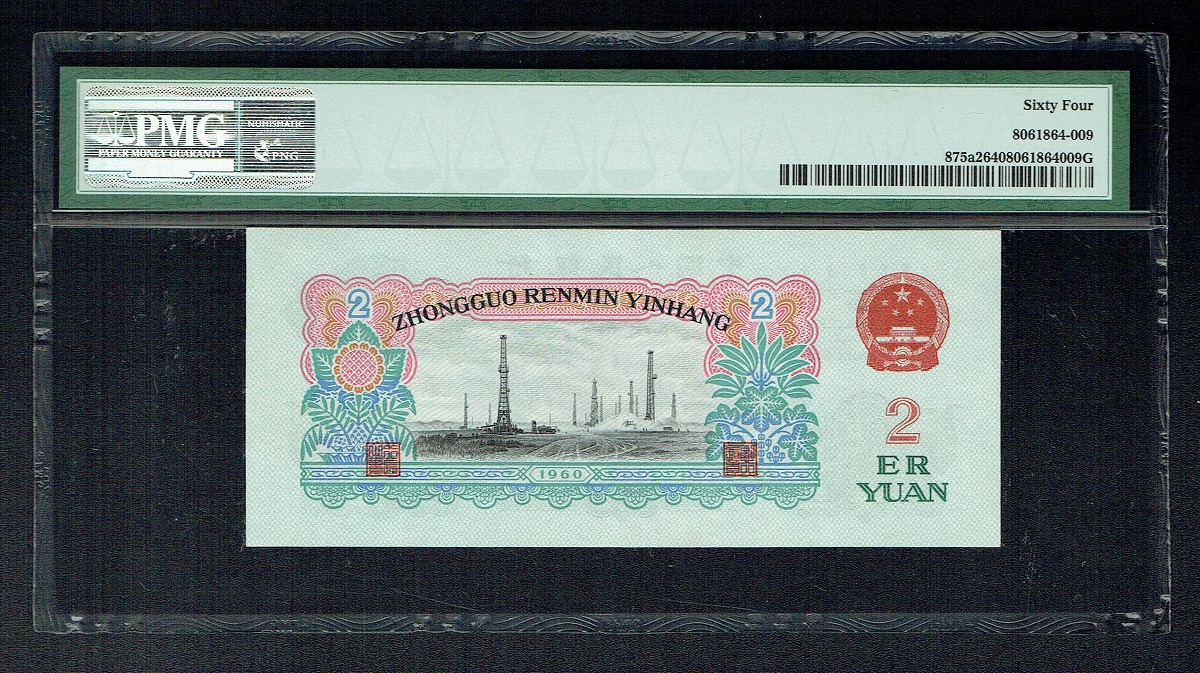 PMG
PAPER MONEY GUARANTY
NUMISMATIC
PNG
Sixty Four
8061864-009
875a26408061864009G
2
ZHONGGUO RENMIN YINHANG
2
1960
2
ER
YUAN